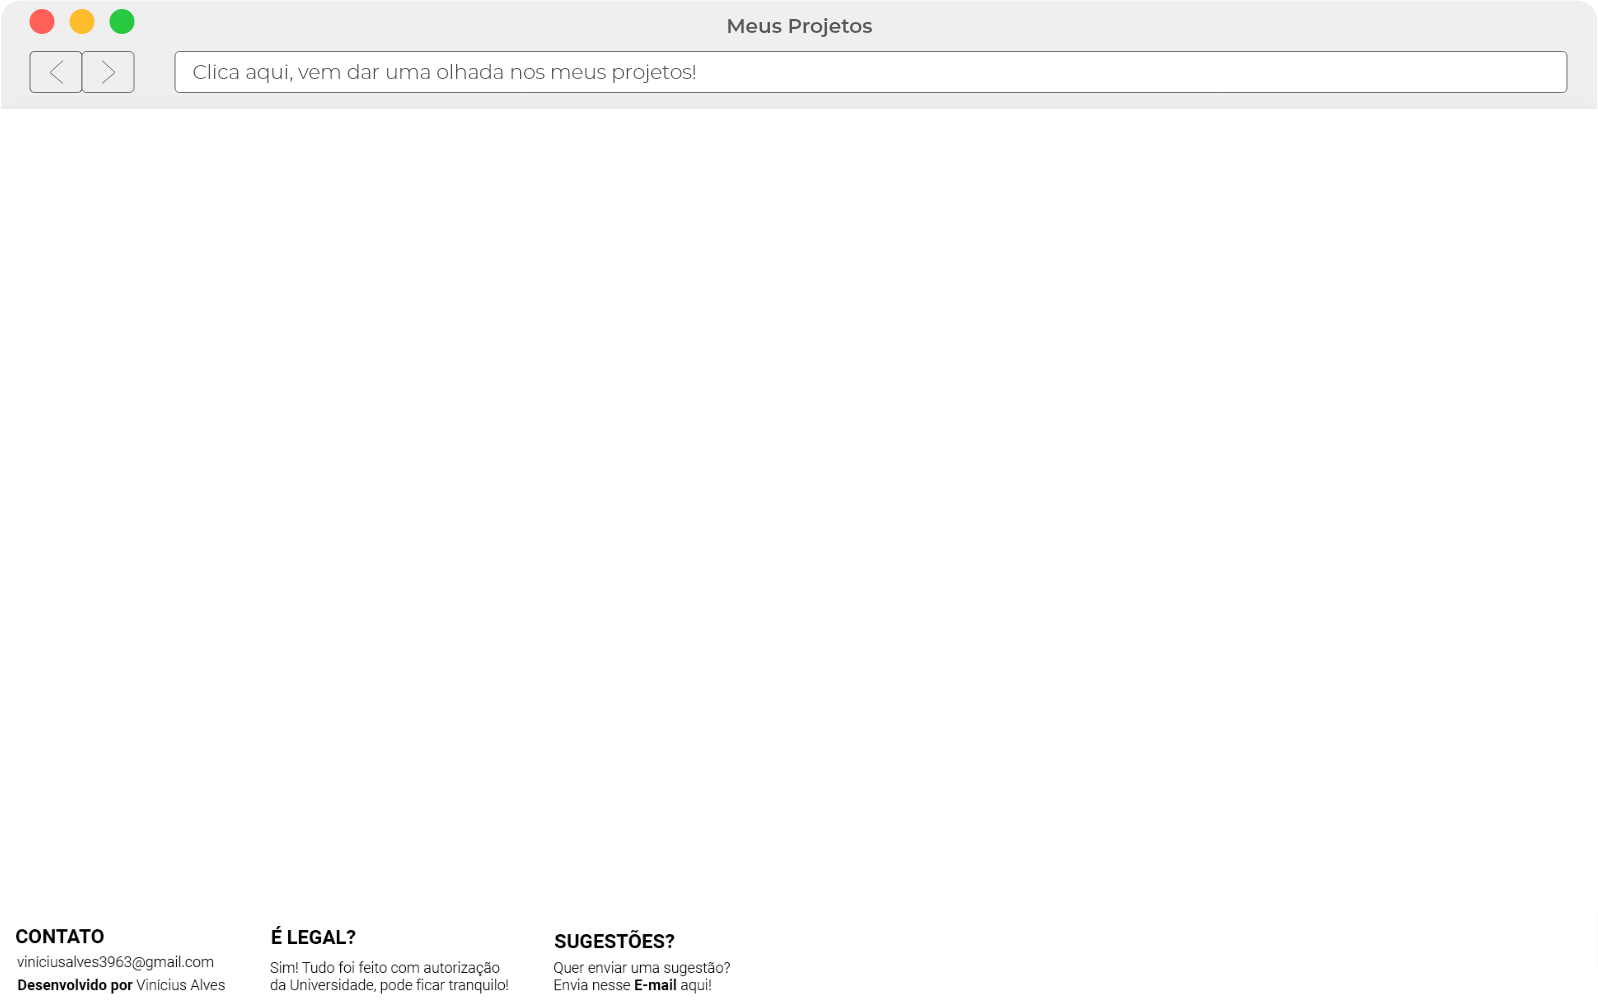 Meus Projetos
Clica aqui, vem dar uma olhada nos meus projetos!
CONTATO
viniciusalves3963@gmail.com
Desenvolvido por Vinícius Alves
É LEGAL?
Sim! Tudo foi feito com autorização
da Universidade, pode ficar tranquilo!
SUGESTÕES?
Quer enviar uma sugestão?
Envia nesse E-mail aqui!